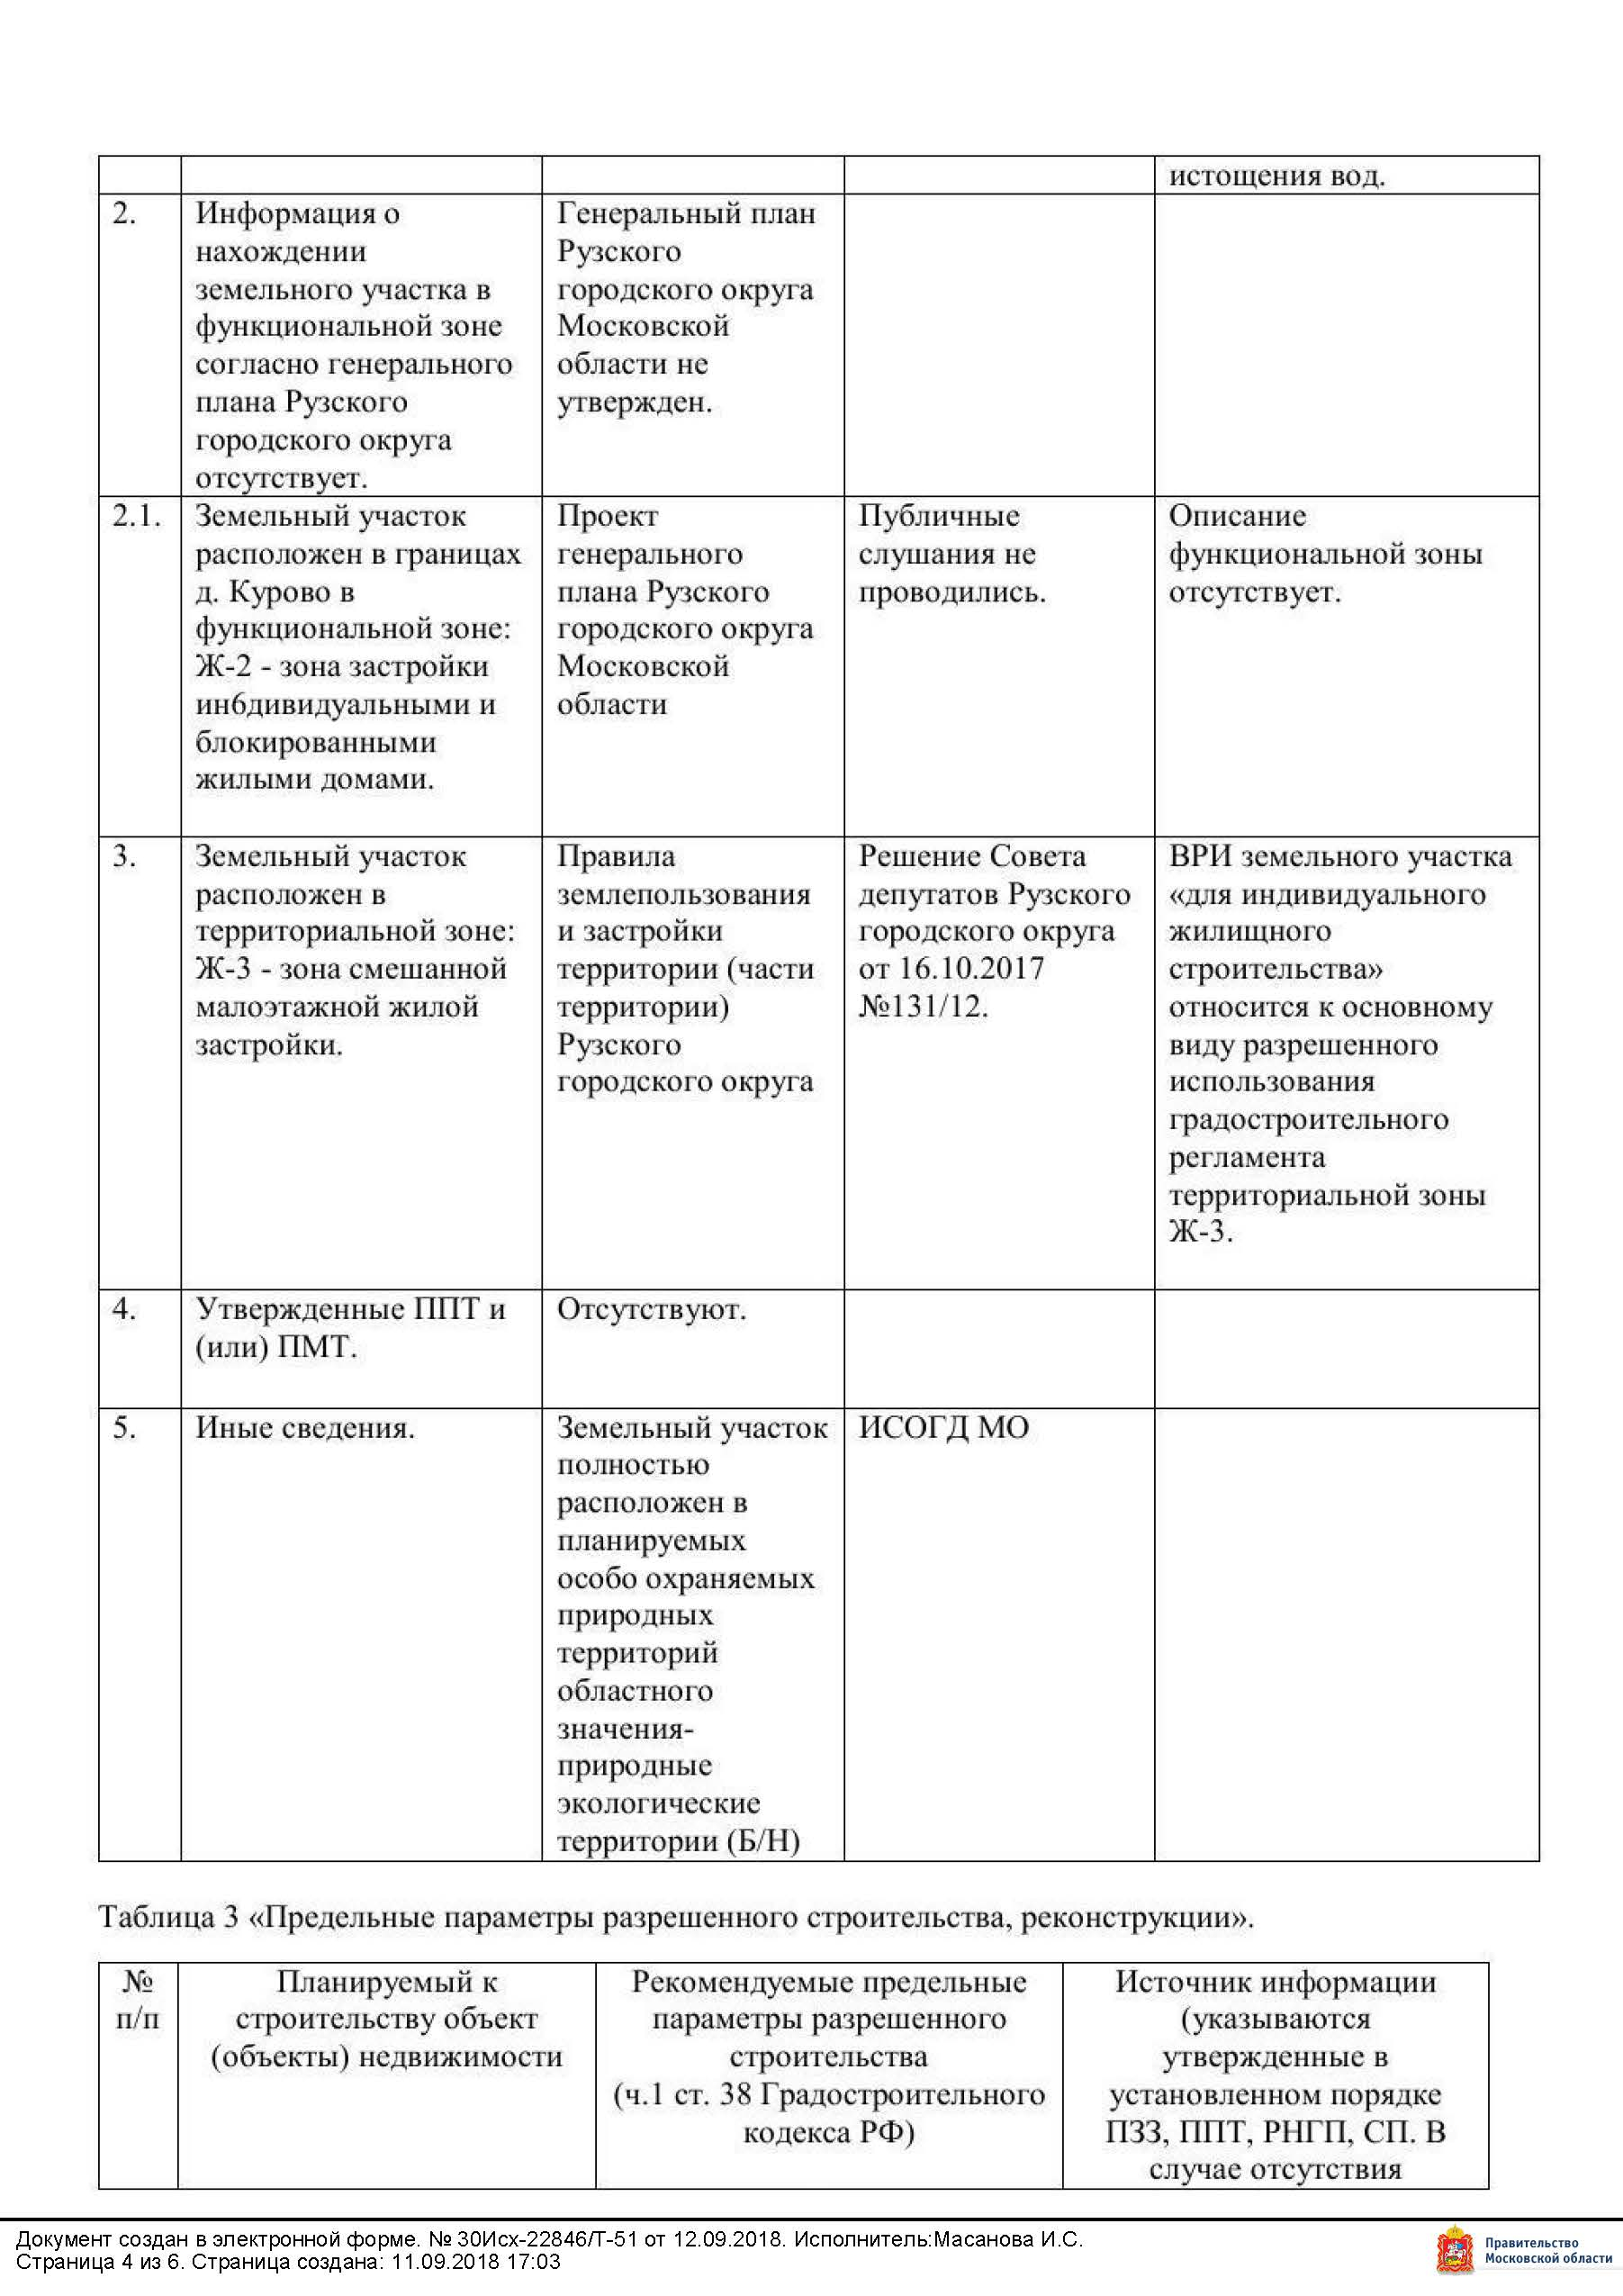 истощения вод.
2.
Информация о
нахождении
земельного участка в
функциональной зоне
согласно генерального
плана Рузского
городского округа
отсутствует.
Генеральный план
Рузского
городского округа
Московской
области не
утвержден.
2.1.
Земельный участок
расположен в границах
д. Курово в
функциональной зоне:
Ж-2 - зона застройки
ин6дивидуальными и
блокированными
жилыми домами.
Проект
генерального
плана Рузского
городского округа
Московской
области
Публичные
слушания не
проводились.
Описание
функциональной зоны
отсутствует.
3.
Земельный участок
расположен в
территориальной зоне:
Ж-3 - зона смешанной
малоэтажной жилой
застройки.
Правила
землепользования
и застройки
территории (части
территории)
Рузского
городского округа
Решение Совета
депутатов Рузского
городского округа
от 16.10.2017
№131/12.
ВРИ земельного участка
«для индивидуального
жилищного
строительства»
относится к основному
виду разрешенного
использования
градостроительного
регламента
территориальной зоны
Ж-3.
4.
Утвержденные ППТ и
(или) ПМТ.
Отсутствуют.
5.
Иные сведения.
Земельный участок
полностью
расположен в
планируемых
особо охраняемых
природных
территорий
областного
значения-
природные
экологические
территории (Б/Н)
ИСОГД МО
Таблица 3 «Предельные параметры разрешенного строительства, реконструкции».
№
п/п
Планируемый к
строительству объект
(объекты) недвижимости
Рекомендуемые предельные
параметры разрешенного
строительства
(ч.1 ст. 38 Градостроительного
кодекса РФ)
Источник информации
(указываются
утвержденные в
установленном порядке
ПЗЗ, ППТ, РНГП, СП. В
случае отсутствия
Документ создан в электронной форме. № 30Исх-22846/Т-51 от 12.09.2018. Исполнитель:Масанова И.С.
Страница 4 из 6. Страница создана: 11.09.2018 17:03
Правительство
Московской области